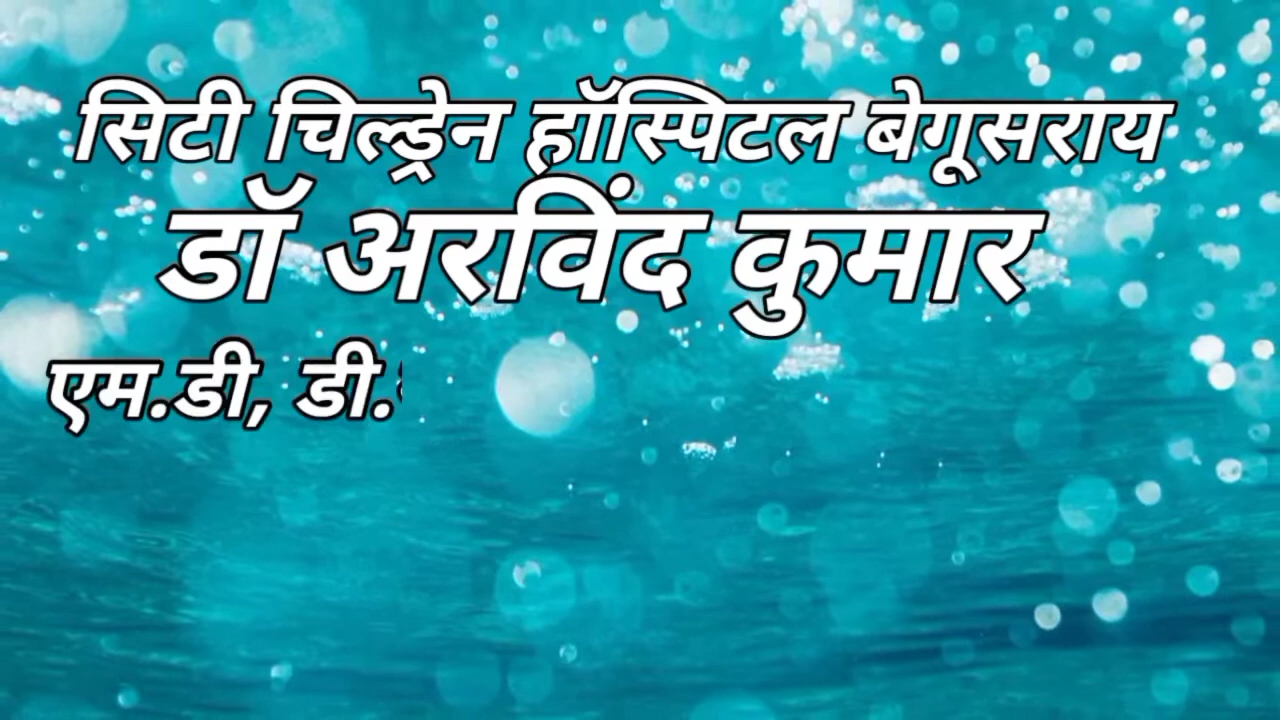 सिटी चिल्ड्रेन हॉस्पिटल बेगूसराय
डॉ अरविंद कुमार
एम.डी, डी.